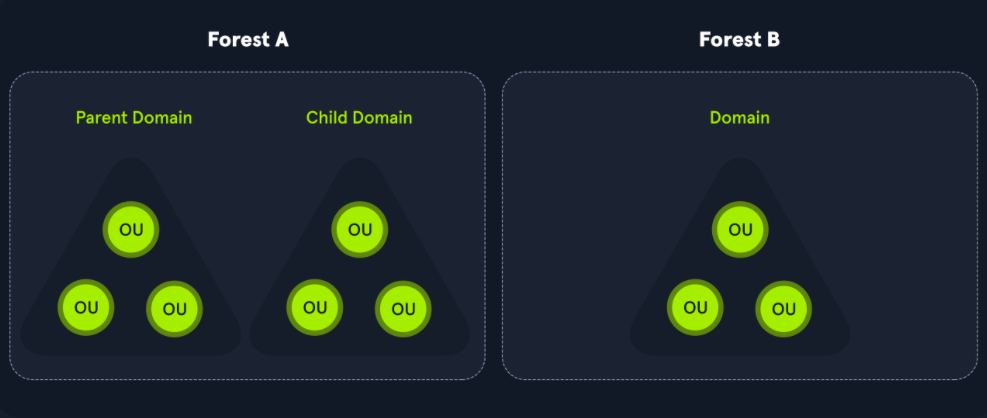 Forest A
Parent Domain
Child Domain
OU
OU
OU
OU
OU
OU
Forest B
Domain
OU
OU
OU